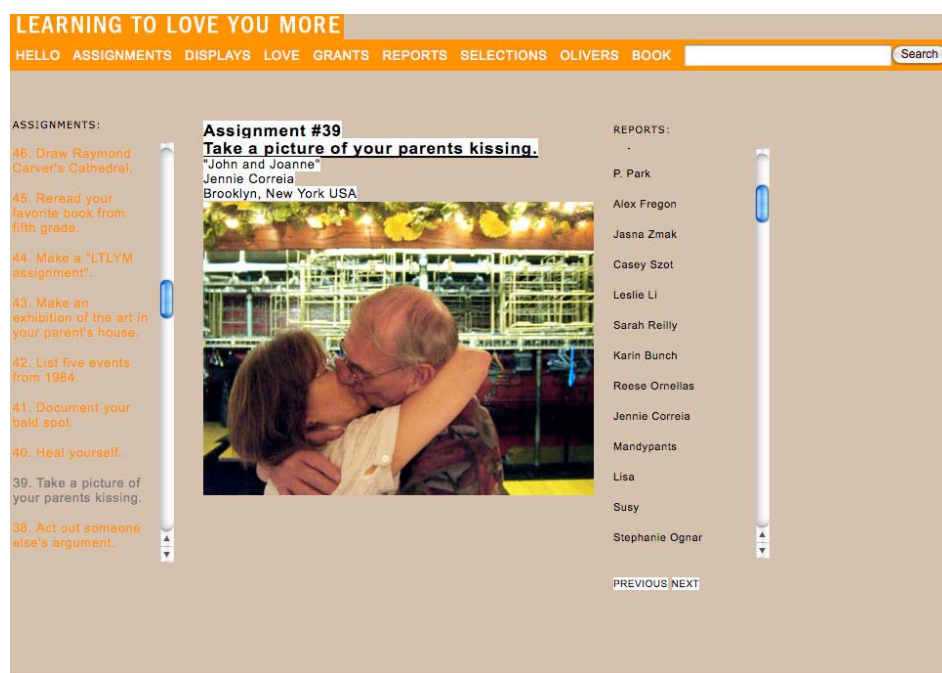 LEARNING TO LOVE YOU MORE
HELLO ASSIGNMENTS DISPLAYS LOVE GRANTS REPORTS SELECTIONS OLIVERS BOOK Search
ASSIGNMENTS:
46. Draw Raymond
Carver's Cathedral.
45. Reread your
favorite book from
fifth grade.
44. Make a "LTLYM
assignment".
43. Make an
exhibition of the art in
your parent's house.
42. List five events
from 1984.
41. Document your
bald spot.
40. Heal yourself.
39. Take a picture of
your parents kissing.
38. Act out someone
else's argument.
Assignment #39
Take a picture of your parents kissing.
"John and Joanne"
Jennie Correia
Brooklyn, New York USA
REPORTS:
P. Park
Alex Fregon
Jasna Zmak
Casey Szot
Leslie Li
Sarah Reilly
Karin Bunch
Reese Ornellas
Jennie Correia
Mandypants
Lisa
Susy
Stephanie Ognar
PREVIOUS NEXT